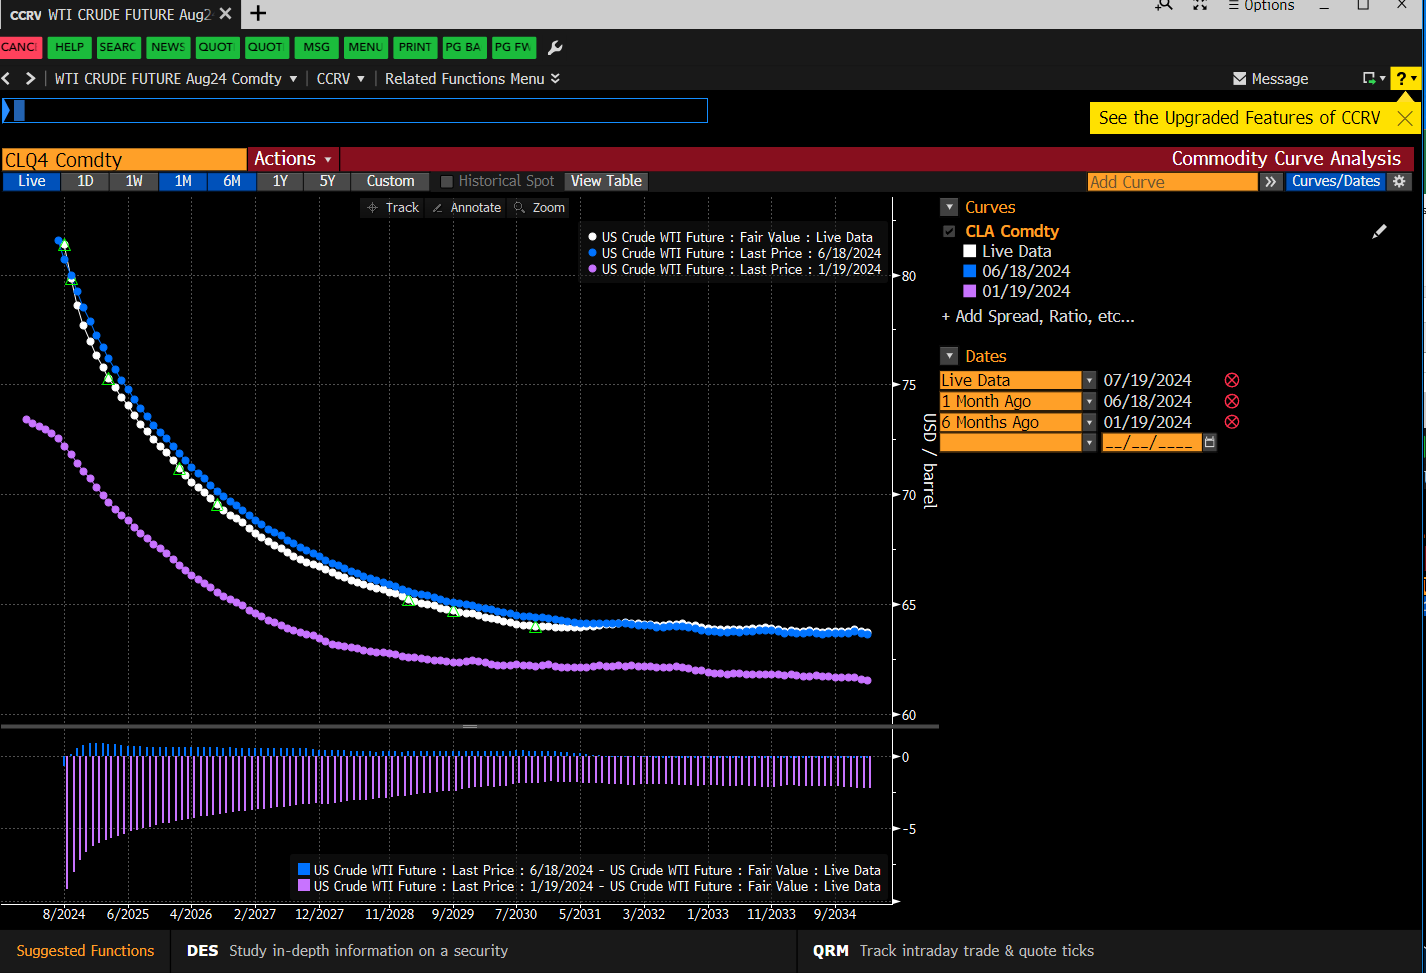 CCRV WTI CRUDE FUTURE Aug2
Options
CANCL HELP SEARC NEWS QUOT QUOT MSG MENU PRINT PG BA PG FW
WTI CRUDE FUTURE Aug24 Comdty CCRV Related Functions Menu Message ?
See the Upgraded Features of CCRV
CLQ4 Comdty Actions Commodity Curve Analysis
Live 1D 1W 1M 6M 1Y 5Y Custom Historical Spot View Table Add Curve Curves/Dates
Track Annotate Zoom
US Crude WTI Future : Fair Value : Live Data
US Crude WTI Future : Last Price : 6/18/2024
US Crude WTI Future : Last Price : 1/19/2024
80
75
70
65
60
USD / barrel
0
-5
US Crude WTI Future : Last Price : 6/18/2024 - US Crude WTI Future : Fair Value : Live Data
US Crude WTI Future : Last Price : 1/19/2024 - US Crude WTI Future : Fair Value : Live Data
8/2024 6/2025 4/2026 2/2027 12/2027 11/2028 9/2029 7/2030 5/2031 3/2032 1/2033 11/2033 9/2034
Curves
CLA Comdty
Live Data
06/18/2024
01/19/2024
+ Add Spread, Ratio, etc...
Dates
Live Data 07/19/2024
1 Month Ago 06/18/2024
6 Months Ago 01/19/2024
__/__/____
Suggested Functions DES Study in-depth information on a security QRM Track intraday trade & quote ticks